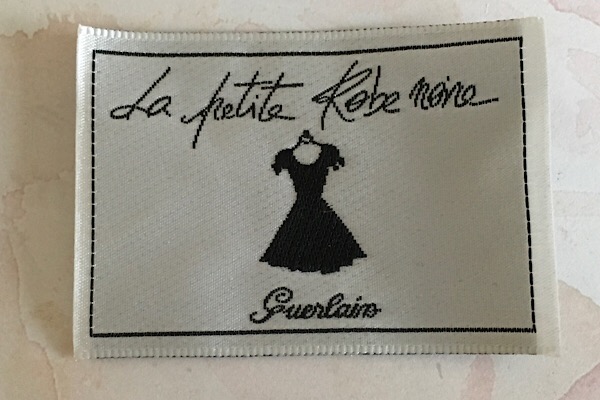 La petite Robe noire
Guerlain